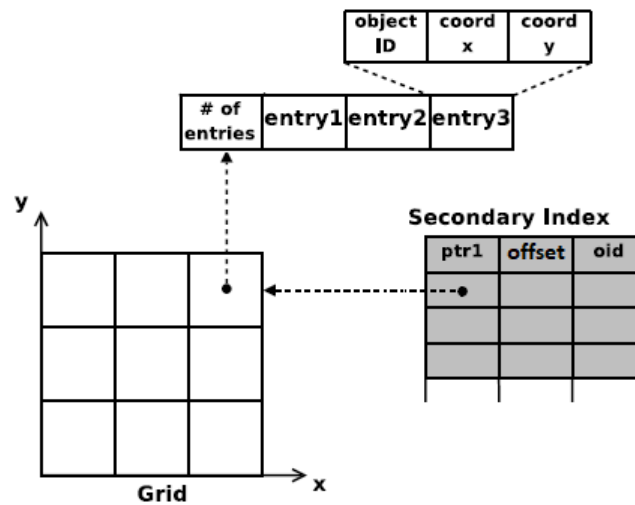 object ID
coord x
coord y
# of entries
entry1
entry2
entry3
y
Secondary Index
ptr1
offset
oid
x
Grid